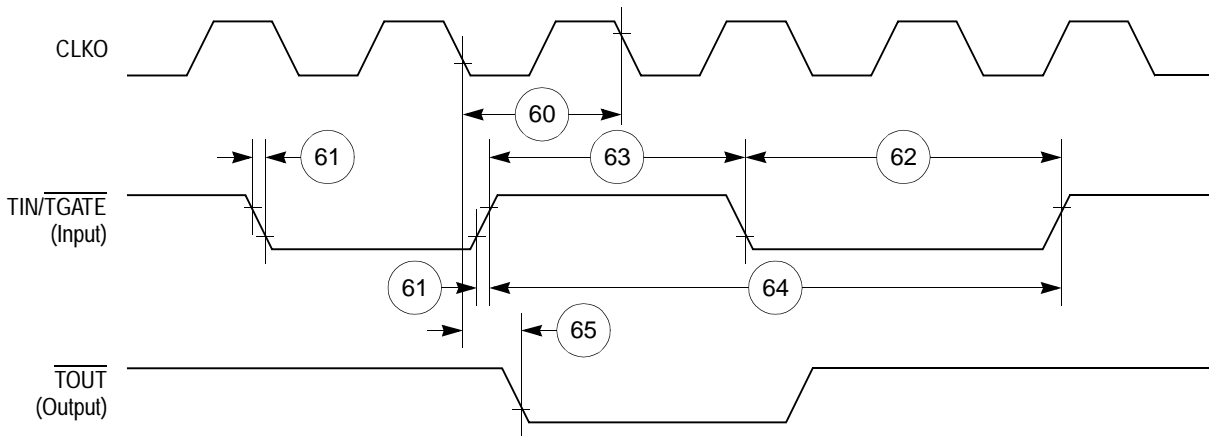 CLKO
60
61
63
62
TIN/TGATE
(Input)
61
64
65
TOUT
(Output)